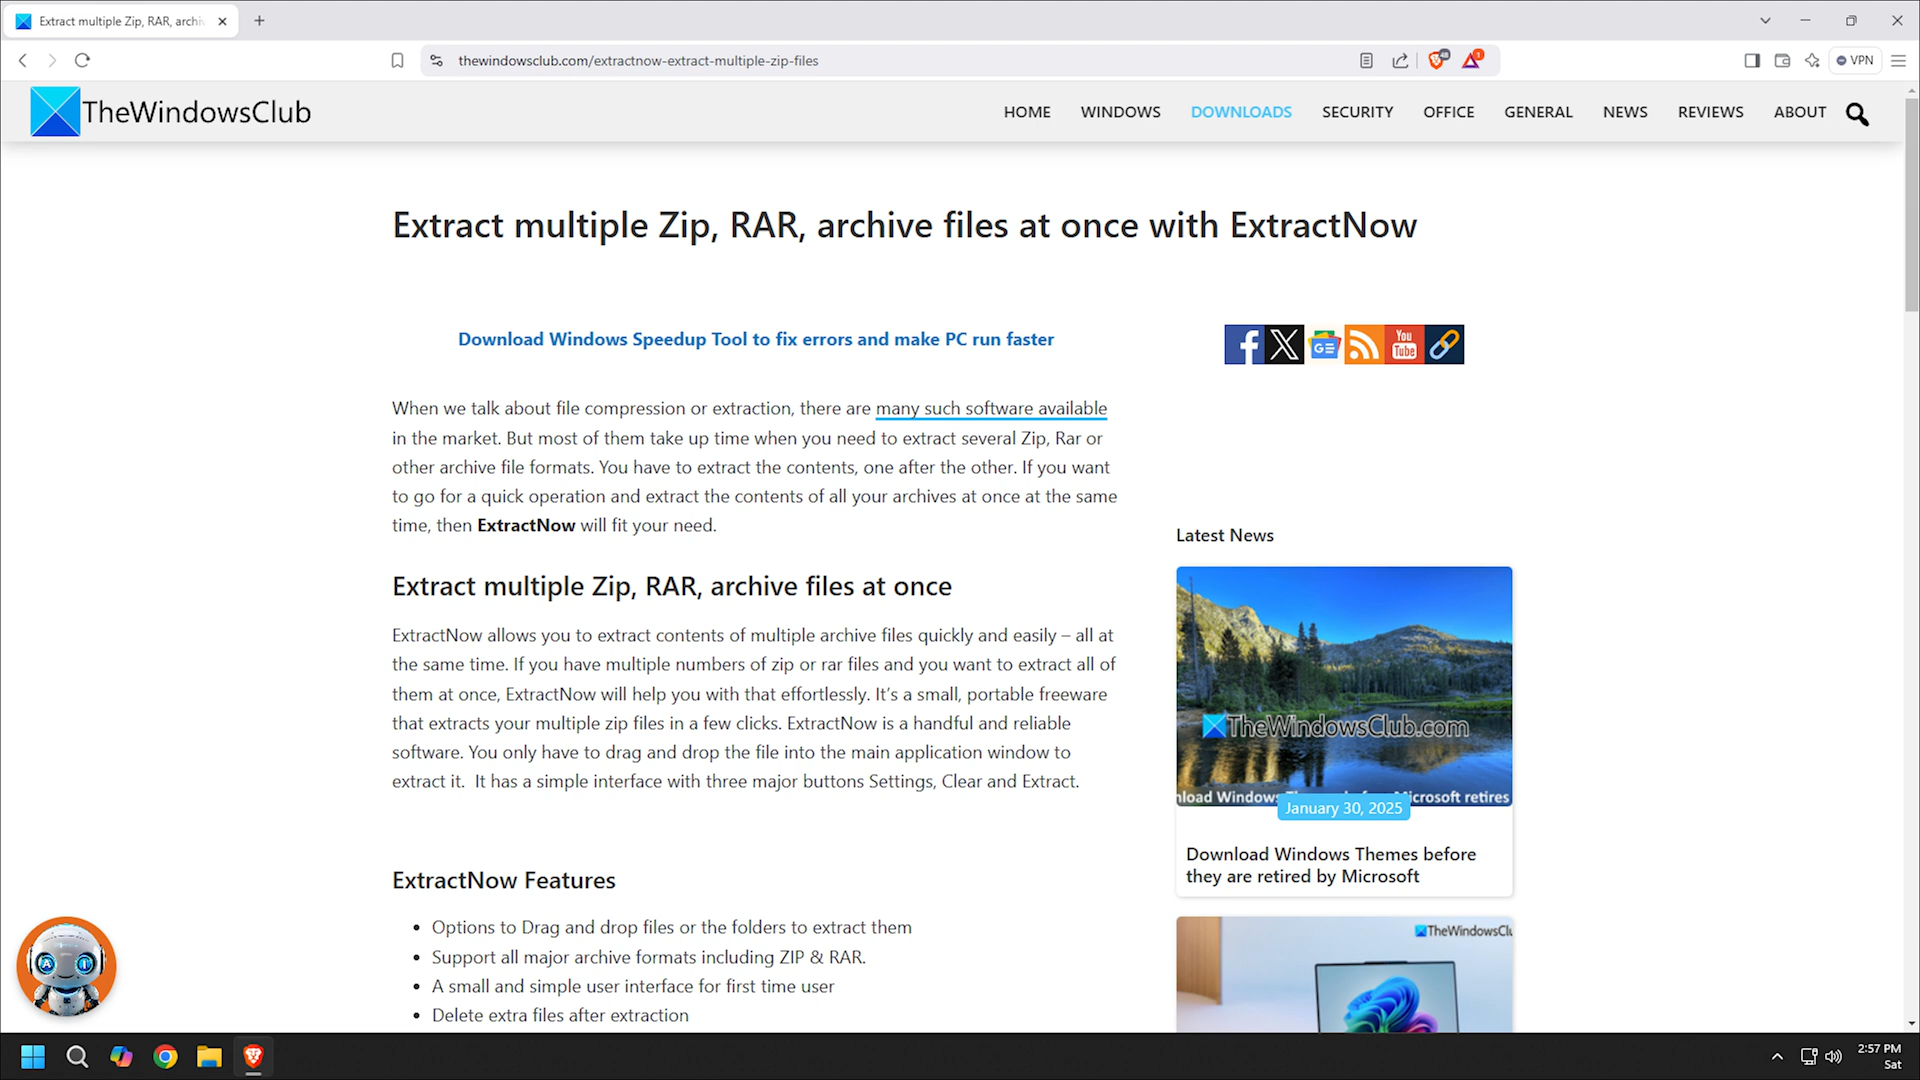 Extract multiple Zip, RAR, archi
thewindowsclub.com/extractnow-extract-multiple-zip-files
48
1
VPN
TheWindowsClub
HOME WINDOWS DOWNLOADS SECURITY OFFICE GENERAL NEWS REVIEWS ABOUT
Extract multiple Zip, RAR, archive files at once with ExtractNow
Download Windows Speedup Tool to fix errors and make PC run faster
You
Tube
GE
When we talk about file compression or extraction, there are many such software available
in the market. But most of them take up time when you need to extract several Zip, Rar or
other archive file formats. You have to extract the contents, one after the other. If you want
to go for a quick operation and extract the contents of all your archives at once at the same
time, then ExtractNow will fit your need.
Latest News
Extract multiple Zip, RAR, archive files at once
ExtractNow allows you to extract contents of multiple archive files quickly and easily – all at
the same time. If you have multiple numbers of zip or rar files and you want to extract all of
them at once, ExtractNow will help you with that effortlessly. It's a small, portable freeware
that extracts your multiple zip files in a few clicks. ExtractNow is a handful and reliable
software. You only have to drag and drop the file into the main application window to
extract it. It has a simple interface with three major buttons Settings, Clear and Extract.
TheWindowsClub.com
nload Windows Microsoft retires
January 30, 2025
Download Windows Themes before
they are retired by Microsoft
ExtractNow Features
• Options to Drag and drop files or the folders to extract them
• Support all major archive formats including ZIP & RAR.
• A small and simple user interface for first time user
• Delete extra files after extraction
TheWindowsClu
A I
2:57 PM
Sat